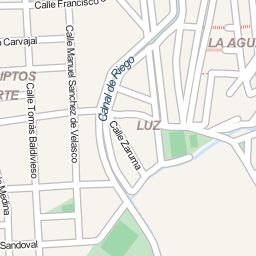 Calle Francisco
Carvajal
Calle Manuel Sanchez de Velasco
Canal de Riego
LA AGU
IPTOS
RTE
Calle Tomás Baldivieso
Calle Zaruma
LUZ
Medina
Sandoval